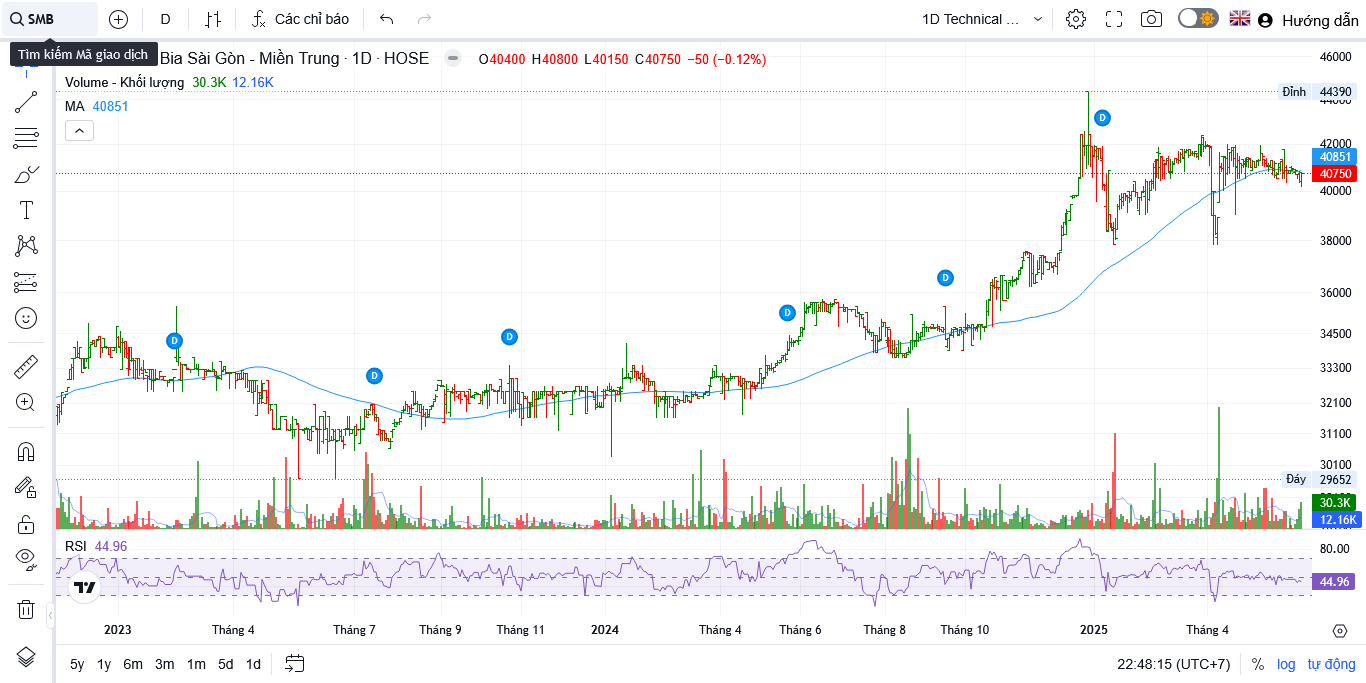 SMB
D
Các chỉ báo
1D Technical ...
Hướng dẫn
Tìm kiếm Mã giao dịch
Bia Sài Gòn - Miền Trung · 1D · HOSE
O40400 H40800 L40150 C40750 −50 (−0.12%)
Volume - Khối lượng 30.3K 12.16K
MA 40851
46000
Đỉnh 44390
44000
42000
40851
40750
40000
38000
36000
34500
33300
32100
31100
30100
Đáy 29652
30.3K
12.16K
D
D
D
D
D
D
RSI 44.96
80.00
44.96
2023
Tháng 4
Tháng 7
Tháng 9
Tháng 11
2024
Tháng 4
Tháng 6
Tháng 8
Tháng 10
2025
Tháng 4
5y 1y 6m 3m 1m 5d 1d
22:48:15 (UTC+7)
% log tự động